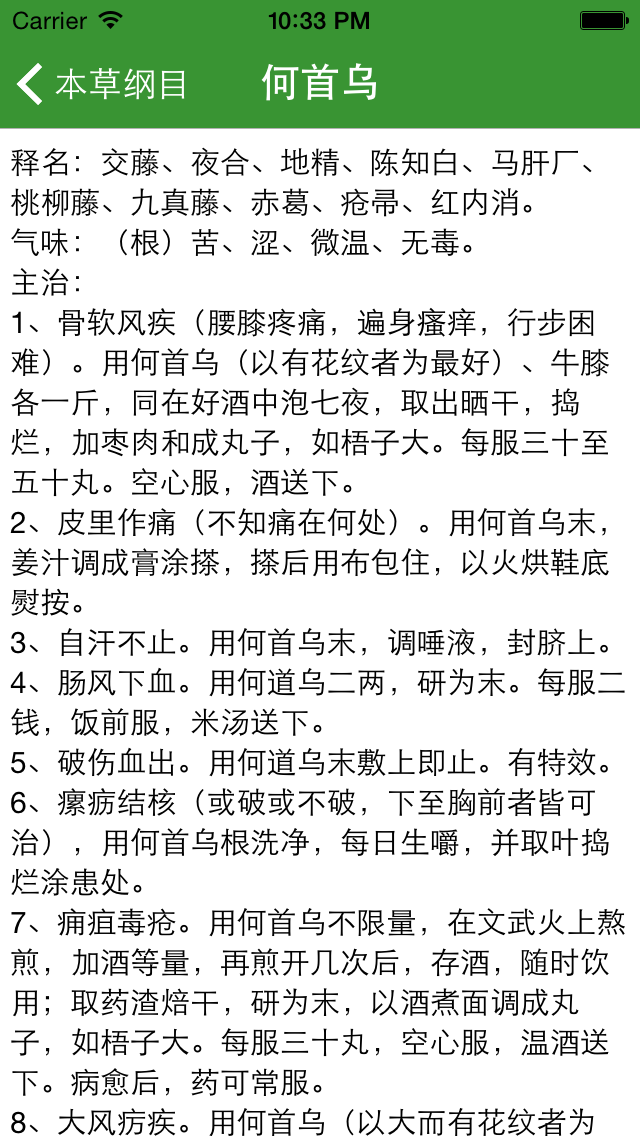 Carrier 10:33 PM
本草纲目 何首乌
释名：交藤、夜合、地精、陈知白、马肝厂、
桃柳藤、九真藤、赤葛、疮帚、红内消。
气味：（根）苦、涩、微温、无毒。
主治：
1、骨软风疾（腰膝疼痛，遍身瘙痒，行步困
难）。用何首乌（以有花纹者为最好）、牛膝
各一斤，同在好酒中泡七夜，取出晒干，捣
烂，加枣肉和成丸子，如梧子大。每服三十至
五十丸。空心服，酒送下。
2、皮里作痛（不知痛在何处）。用何首乌末，
姜汁调成膏涂搽，搽后用布包住，以火烘鞋底
熨按。
3、自汗不止。用何首乌末，调唾液，封脐上。
4、肠风下血。用何道乌二两，研为末。每服二
钱，饭前服，米汤送下。
5、破伤血出。用何道乌末敷上即止。有特效。
6、瘰疬结核（或破或不破，下至胸前者皆可
治），用何首乌根洗净，每日生嚼，并取叶捣
烂涂患处。
7、痈疽毒疮。用何首乌不限量，在文武火上熬
煎，加酒等量，再煎开几次后，存酒，随时饮
用；取药渣焙干，研为末，以酒煮面调成丸
子，如梧子大。每服三十丸，空心服，温酒送
下。病愈后，药可常服。
8、大风疠疾。用何首乌（以大而有花纹者为